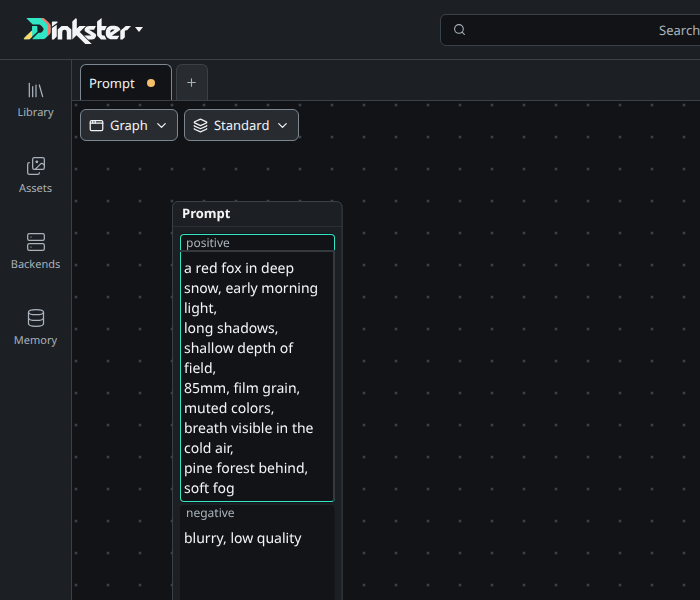 Dinkster
Search
Prompt
+
Library
Graph
Standard
Assets
Backends
Memory
Prompt
positive
a red fox in deep
snow, early morning
light,
long shadows,
shallow depth of
field,
85mm, film grain,
muted colors,
breath visible in the
cold air,
pine forest behind,
soft fog
negative
blurry, low quality